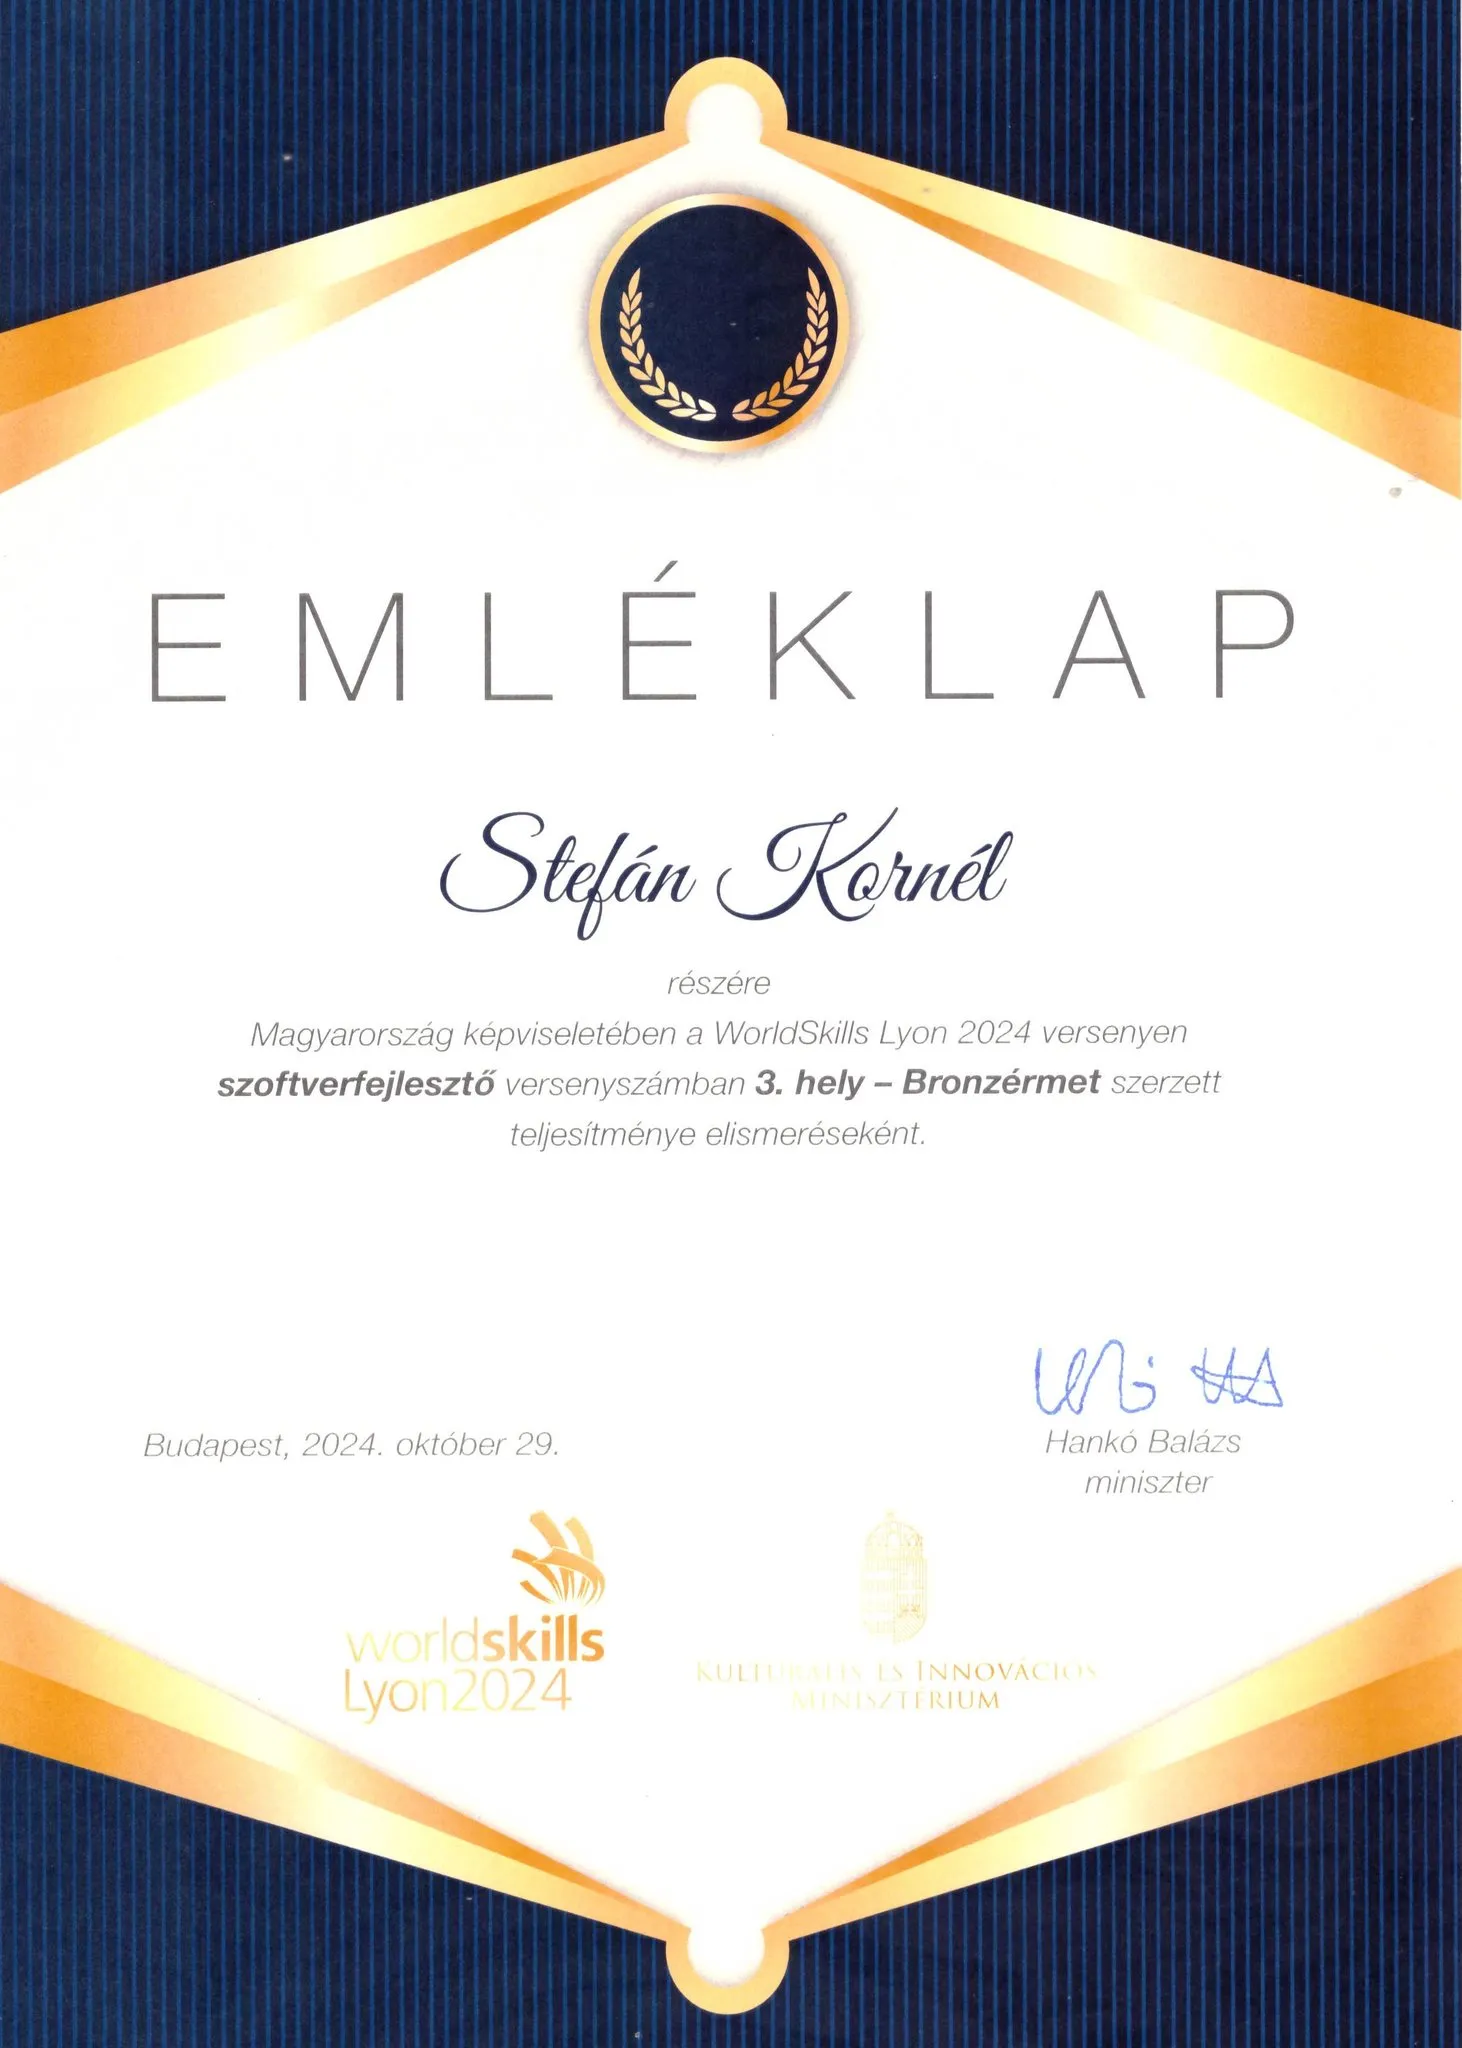 EMLÉKLAP
Stefán Kornél
részére
Magyarország képviseletében a WorldSkills Lyon 2024 versenyen
szoftverfejlesztő versenyszámban 3. hely – Bronzérmet szerzett
teljesítménye elismeréseként.
Budapest, 2024. október 29.
Hankó Balázs
miniszter
worldskills
Lyon2024
KULTURÁLIS ÉS INNOVÁCIÓS
MINISZTÉRIUM